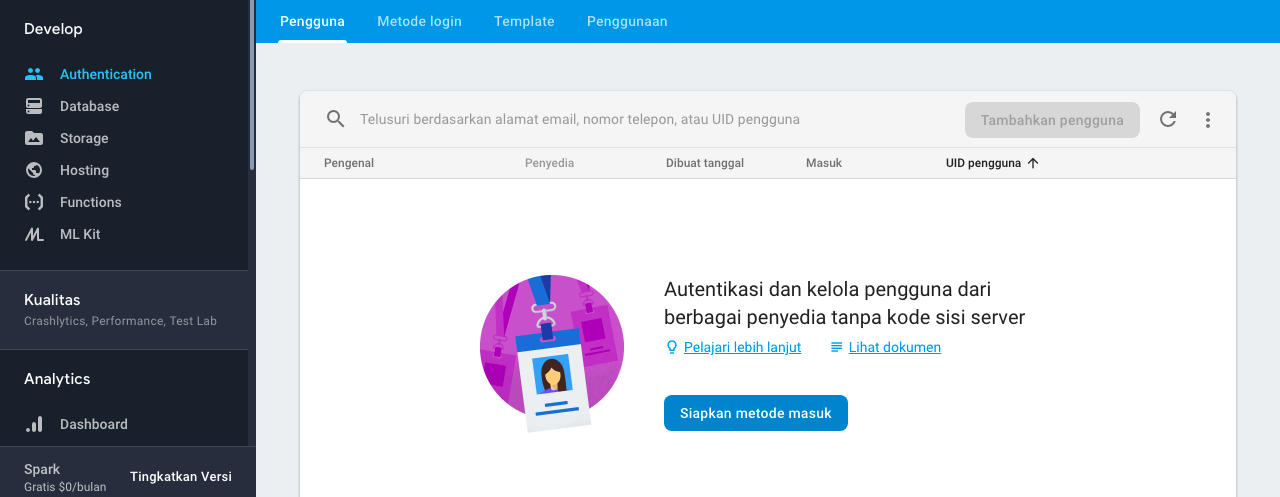 Develop
Authentication
Database
Storage
Hosting
Functions
ML Kit
Kualitas
Crashlytics, Performance, Test Lab
Analytics
Dashboard
Spark
Gratis $0/bulan
Tingkatkan Versi
Pengguna Metode login Template Penggunaan
Telusuri berdasarkan alamat email, nomor telepon, atau UID pengguna Tambahkan pengguna
Pengenal Penyedia Dibuat tanggal Masuk UID pengguna
Autentikasi dan kelola pengguna dari
berbagai penyedia tanpa kode sisi server
Pelajari lebih lanjut Lihat dokumen
Siapkan metode masuk